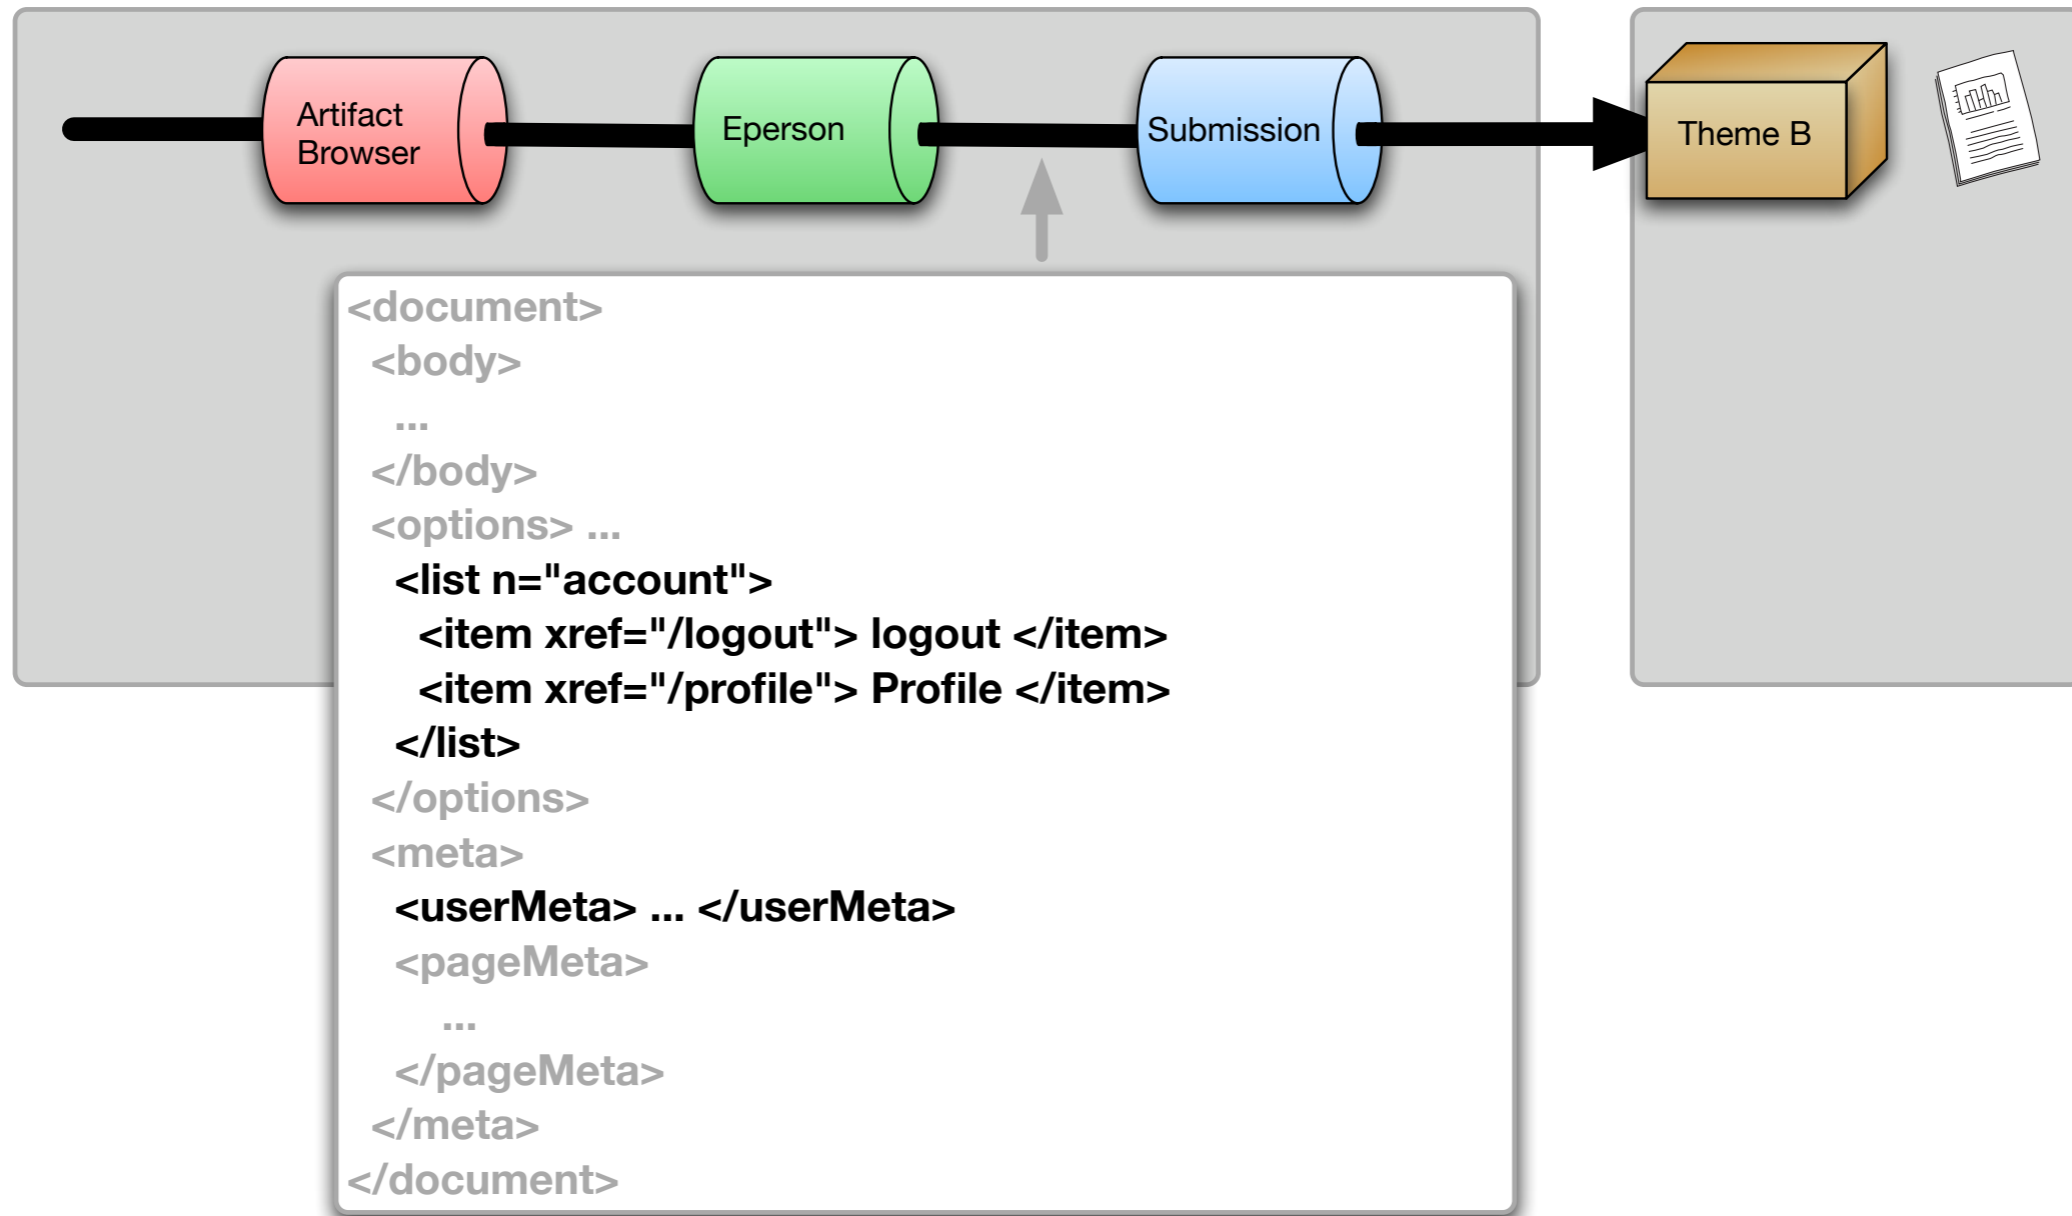 Artifact
Browser
Eperson
Submission
Theme B
<document>
<body>
...
</body>
<options> ...
<list n="account">
<item xref="/logout"> logout </item>
<item xref="/profile"> Profile </item>
</list>
</options>
<meta>
<userMeta> ... </userMeta>
<pageMeta>
...
</pageMeta>
</meta>
</document>